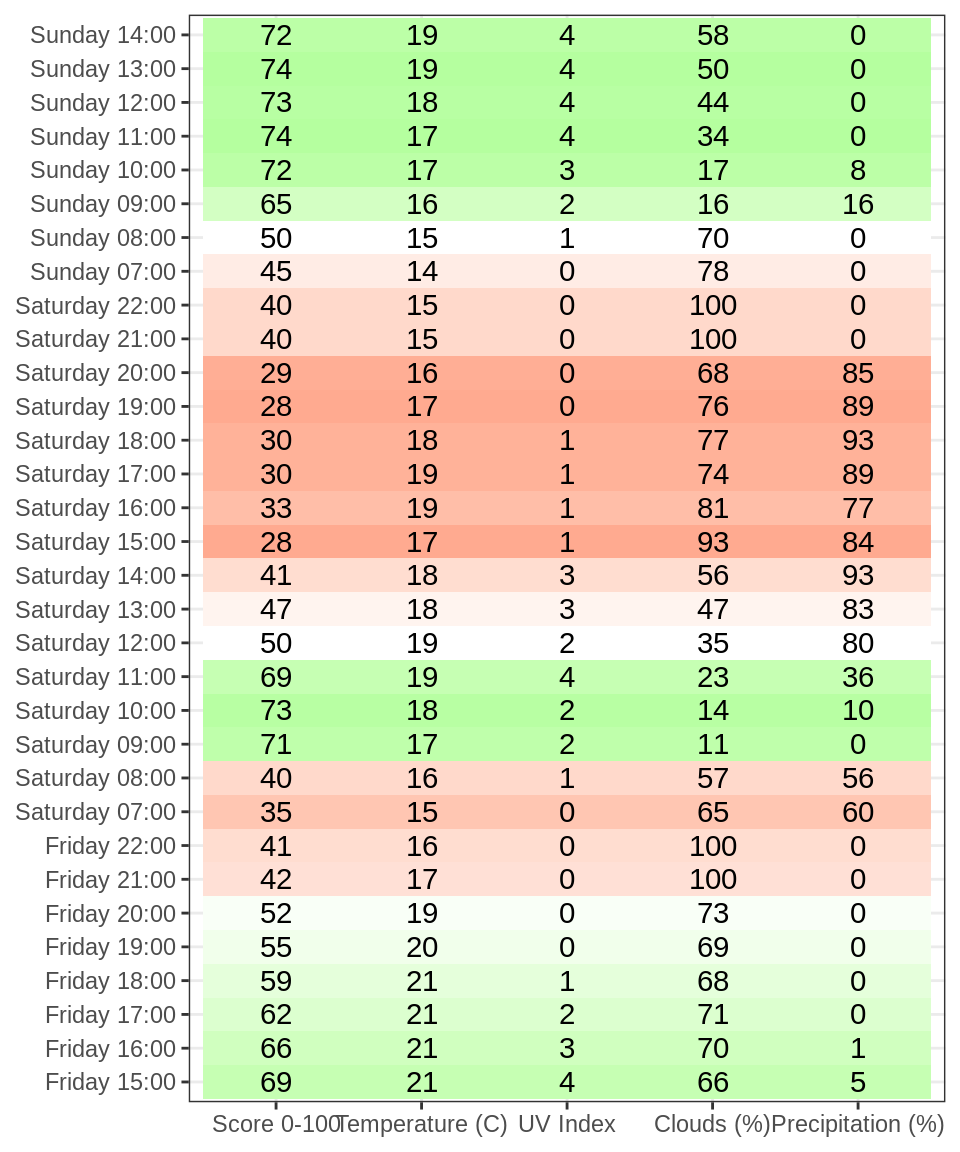 Sunday 14:00 72 19 4 58 0
Sunday 13:00 74 19 4 50 0
Sunday 12:00 73 18 4 44 0
Sunday 11:00 74 17 4 34 0
Sunday 10:00 72 17 3 17 8
Sunday 09:00 65 16 2 16 16
Sunday 08:00 50 15 1 70 0
Sunday 07:00 45 14 0 78 0
Saturday 22:00 40 15 0 100 0
Saturday 21:00 40 15 0 100 0
Saturday 20:00 29 16 0 68 85
Saturday 19:00 28 17 0 76 89
Saturday 18:00 30 18 1 77 93
Saturday 17:00 30 19 1 74 89
Saturday 16:00 33 19 1 81 77
Saturday 15:00 28 17 1 93 84
Saturday 14:00 41 18 3 56 93
Saturday 13:00 47 18 3 47 83
Saturday 12:00 50 19 2 35 80
Saturday 11:00 69 19 4 23 36
Saturday 10:00 73 18 2 14 10
Saturday 09:00 71 17 2 11 0
Saturday 08:00 40 16 1 57 56
Saturday 07:00 35 15 0 65 60
Friday 22:00 41 16 0 100 0
Friday 21:00 42 17 0 100 0
Friday 20:00 52 19 0 73 0
Friday 19:00 55 20 0 69 0
Friday 18:00 59 21 1 68 0
Friday 17:00 62 21 2 71 0
Friday 16:00 66 21 3 70 1
Friday 15:00 69 21 4 66 5
Score 0-100 Temperature (C) UV Index Clouds (%) Precipitation (%)